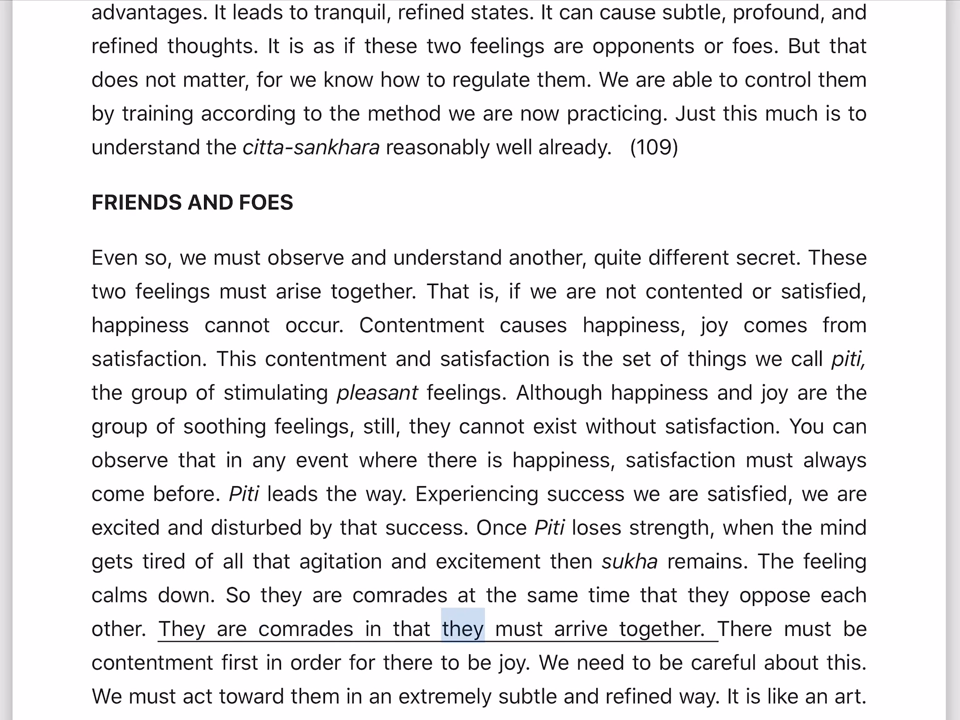 advantages. It leads to tranquil, refined states. It can cause subtle, profound, and
refined thoughts. It is as if these two feelings are opponents or foes. But that
does not matter, for we know how to regulate them. We are able to control them
by training according to the method we are now practicing. Just this much is to
understand the citta-sankhara reasonably well already. (109)
FRIENDS AND FOES
Even so, we must observe and understand another, quite different secret. These
two feelings must arise together. That is, if we are not contented or satisfied,
happiness cannot occur. Contentment causes happiness, joy comes from
satisfaction. This contentment and satisfaction is the set of things we call piti,
the group of stimulating pleasant feelings. Although happiness and joy are the
group of soothing feelings, still, they cannot exist without satisfaction. You can
observe that in any event where there is happiness, satisfaction must always
come before. Piti leads the way. Experiencing success we are satisfied, we are
excited and disturbed by that success. Once Piti loses strength, when the mind
gets tired of all that agitation and excitement then sukha remains. The feeling
calms down. So they are comrades at the same time that they oppose each
other. They are comrades in that they must arrive together. There must be
contentment first in order for there to be joy. We need to be careful about this.
We must act toward them in an extremely subtle and refined way. It is like an art.